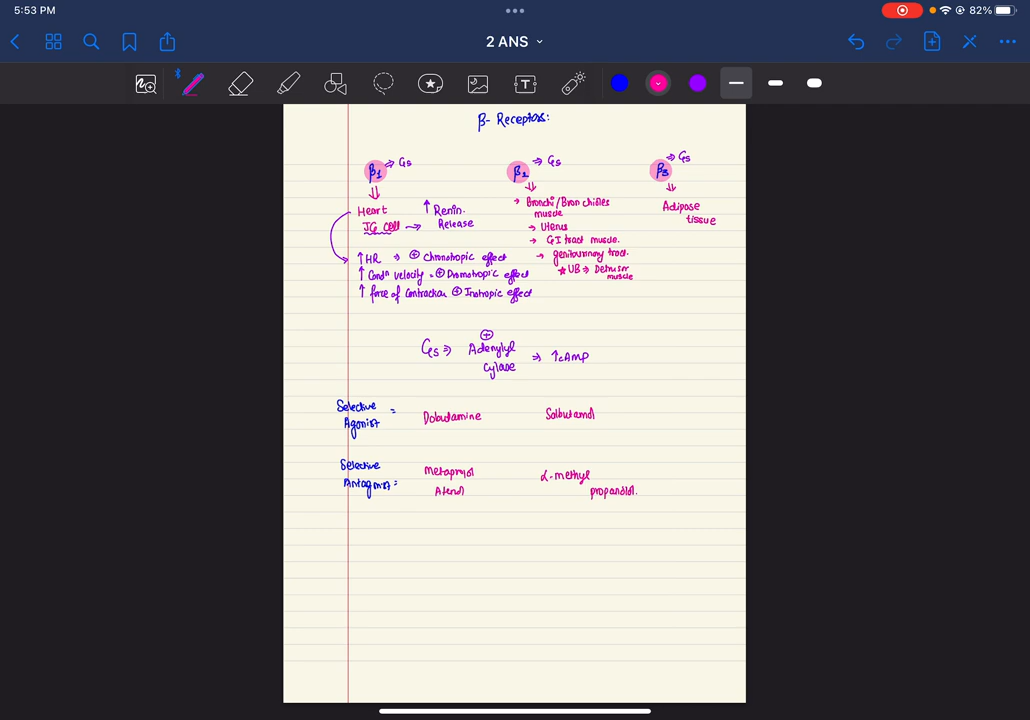 5:53 PM
82%
2 ANS
β- Receptors:
β1 ⇒ Gs
β2 ⇒ Gs
β3 ⇒ Gs
Heart
JG cell → ↑ Renin.
Release
→ Bronchi/Bronchioles
muscle
→ Uterus
→ GI tract muscle.
→ genitourinary tract.
★ UB ⇒ Detrusor
muscle
Adipose
tissue
↑ HR ⇒ ⊕ Chronotropic effect
↑ Condⁿ velocity = ⊕ Dromotropic effect
↑ force of contraction ⊕ Inotropic effect
⊕
Gs ⇒ Adenylyl ⇒ ↑cAMP
cylase
Selective
Agonist = Dobutamine Salbutamol
Selective
Antagonist = Metoprolol α-methyl
Atenol propanolol.